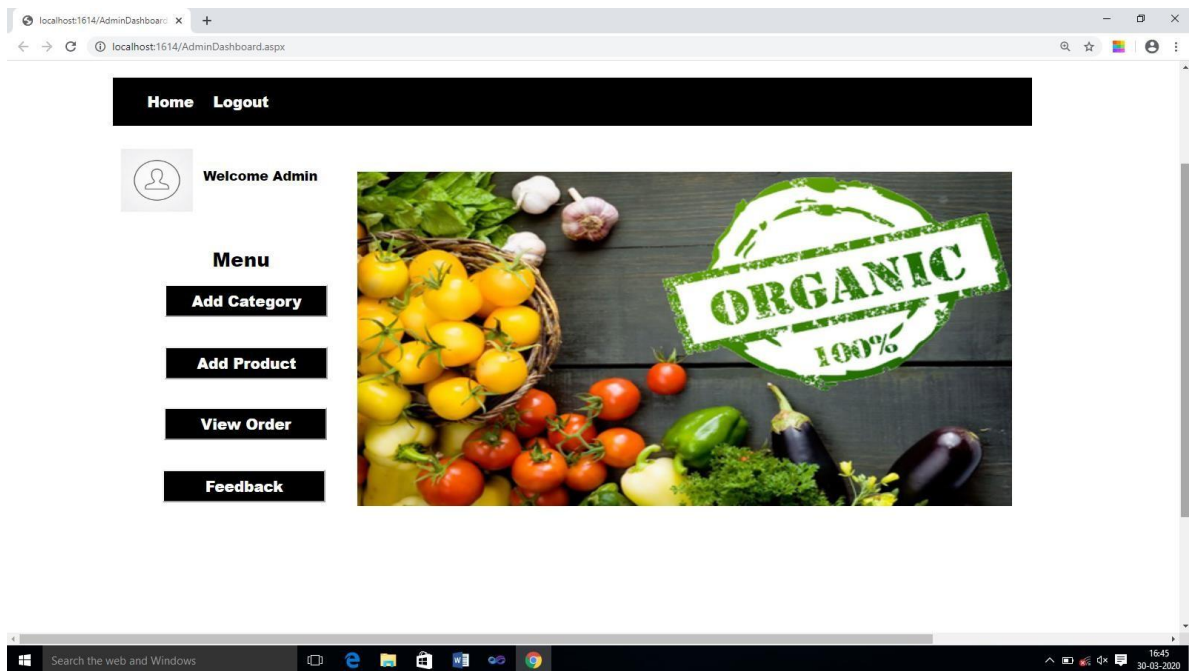 localhost:1614/AdminDashboard
localhost:1614/AdminDashboard.aspx
Home Logout
Welcome Admin
Menu
Add Category
Add Product
View Order
Feedback
ORGANIC
100%
Search the web and Windows
16:45
30-03-2020